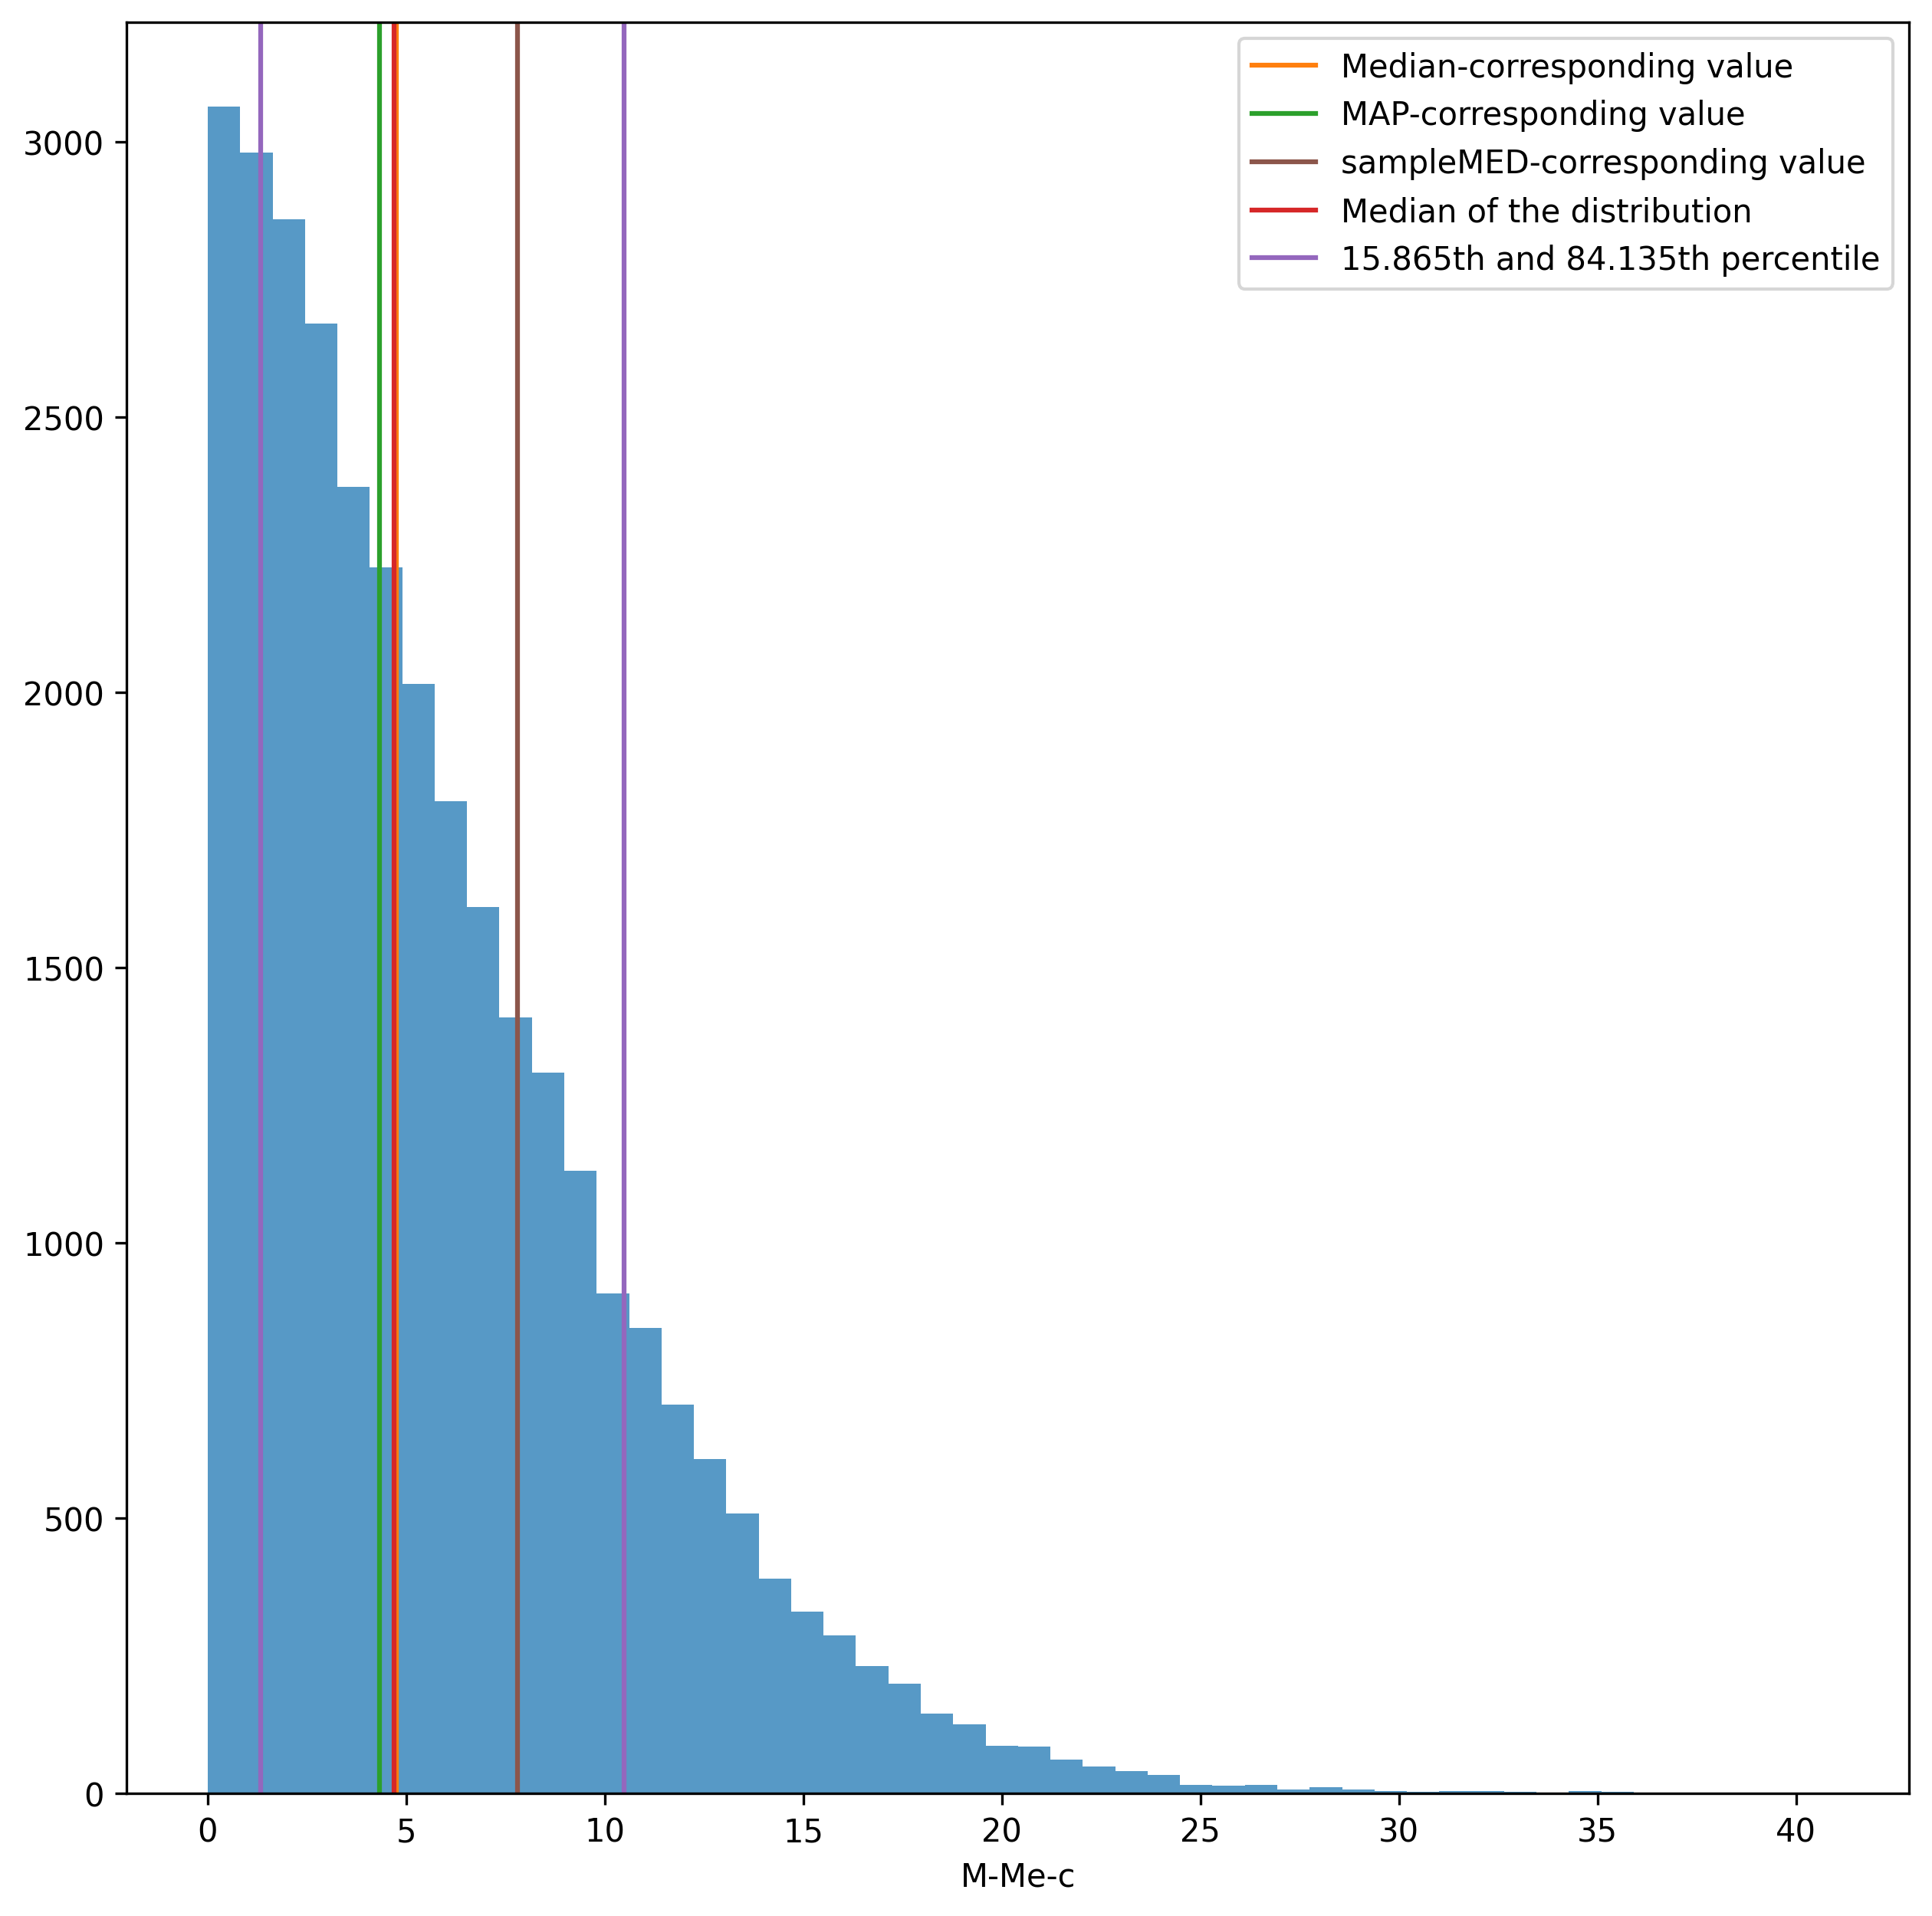 Median-corresponding value
MAP-corresponding value
sampleMED-corresponding value
Median of the distribution
15.865th and 84.135th percentile
3000
2500
2000
1500
1000
500
0
0 5 10 15 20 25 30 35 40
M-Me-c